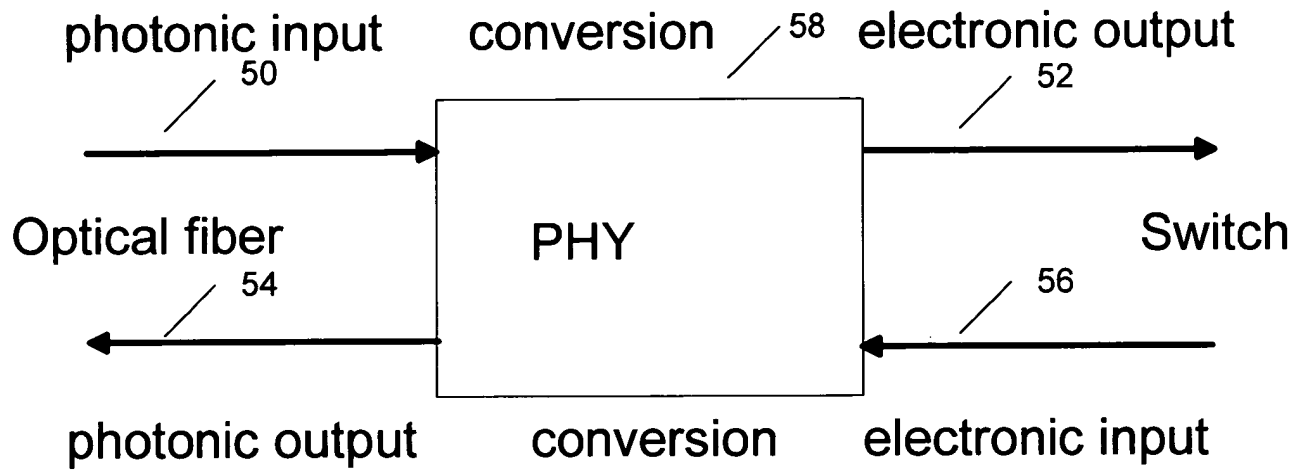 photonic input conversion 58 electronic output
50 52
Optical fiber PHY Switch
54 56
photonic output conversion electronic input